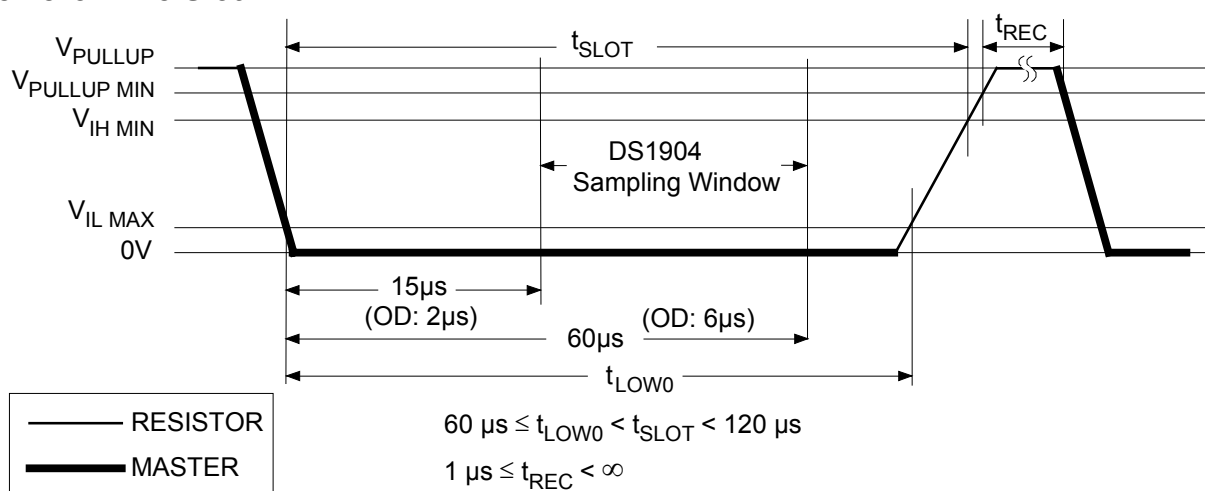 t_SLOT
t_REC
V_PULLUP
V_PULLUP MIN
V_IH MIN
DS1904
Sampling Window
V_IL MAX
0V
15µs
(OD: 2µs)
(OD: 6µs)
60µs
t_LOW0
RESISTOR
MASTER
60 µs ≤ t_LOW0 < t_SLOT < 120 µs
1 µs ≤ t_REC < ∞